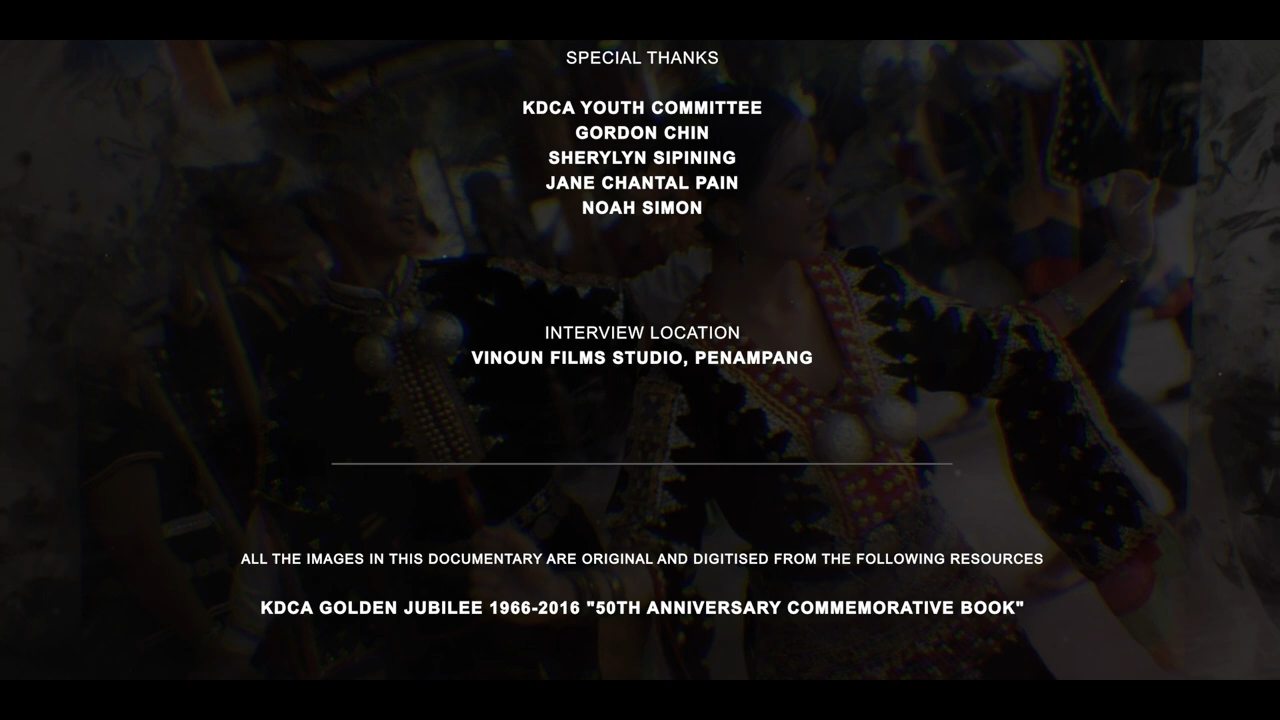 SPECIAL THANKS
KDCA YOUTH COMMITTEE
GORDON CHIN
SHERYLYN SIPINING
JANE CHANTAL PAIN
NOAH SIMON
INTERVIEW LOCATION
VINOUN FILMS STUDIO, PENAMPANG
ALL THE IMAGES IN THIS DOCUMENTARY ARE ORIGINAL AND DIGITISED FROM THE FOLLOWING RESOURCES
KDCA GOLDEN JUBILEE 1966-2016 "50TH ANNIVERSARY COMMEMORATIVE BOOK"